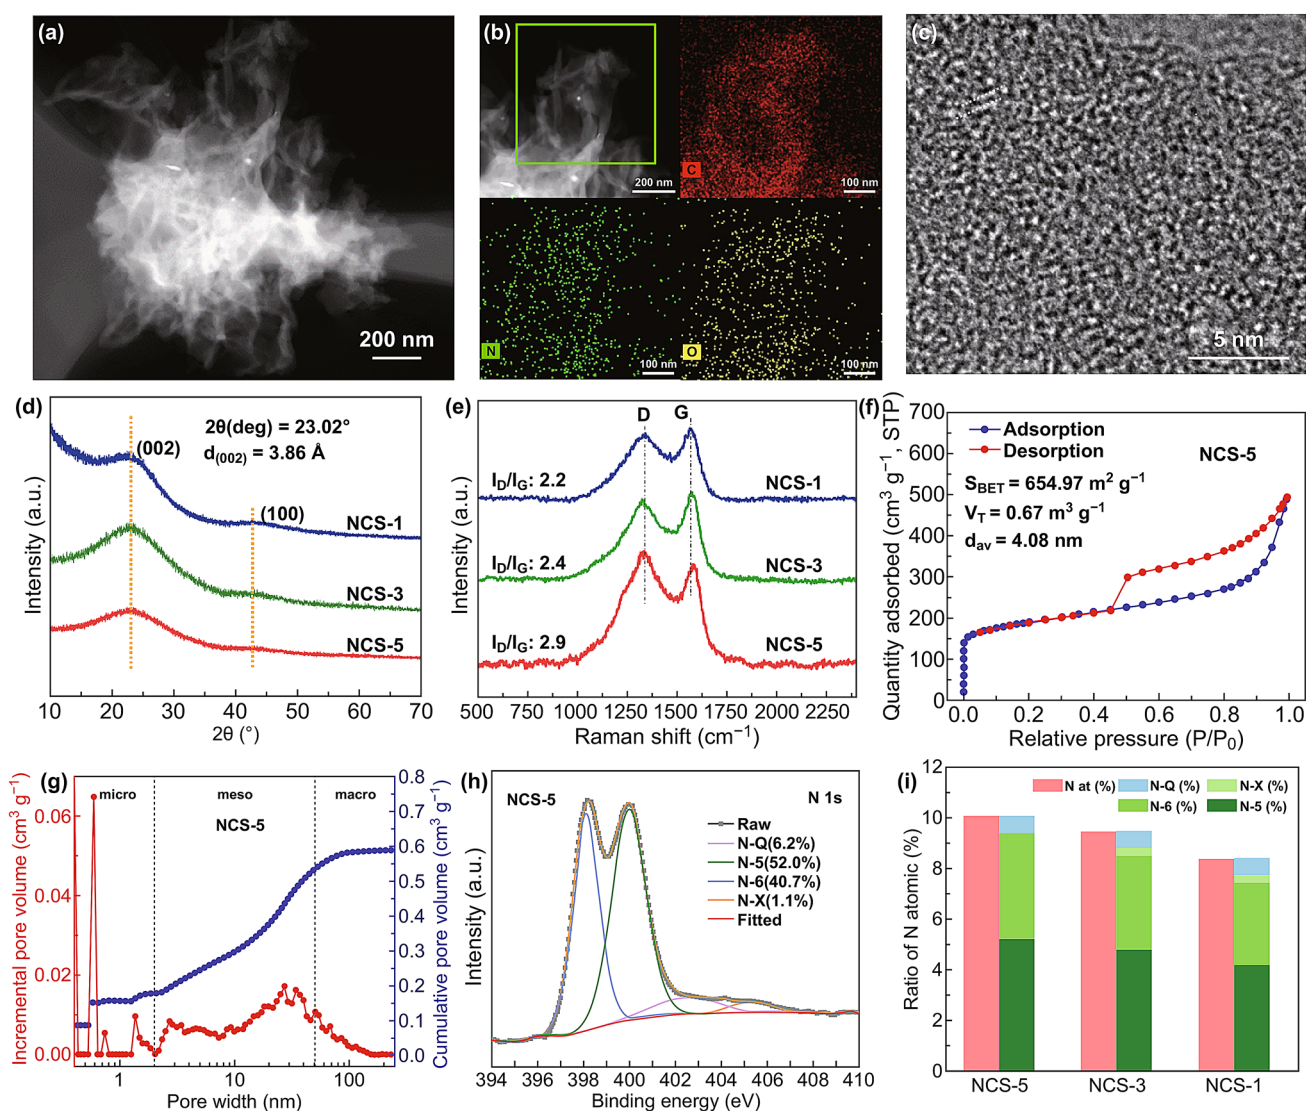 (a)
200 nm
(b)
200 nm
C
100 nm
N
100 nm
O
100 nm
(c)
5 nm
(d)
2θ(deg) = 23.02°
d(002) = 3.86 Å
(002)
(100)
NCS-1
NCS-3
NCS-5
Intensity (a.u.)
10 20 30 40 50 60 70
2θ (°)
(e)
D G
ID/IG: 2.2 NCS-1
ID/IG: 2.4 NCS-3
ID/IG: 2.9 NCS-5
Intensity (a.u.)
500 1000 1500 2000 2500
Raman shift (cm⁻¹)
(f)
Adsorption
Desorption
NCS-5
SBET = 654.97 m² g⁻¹
VT = 0.67 m³ g⁻¹
dav = 4.08 nm
Quantity adsorbed (cm³ g⁻¹, STP)
700
600
500
400
300
200
100
0
0.0 0.2 0.4 0.6 0.8 1.0
Relative pressure (P/P0)
(g)
micro meso macro
NCS-5
Incremental pore volume (cm³ g⁻¹)
0.06
0.04
0.02
0.00
Cumulative pore volume (cm³ g⁻¹)
0.8
0.7
0.6
0.5
0.4
0.3
0.2
0.1
0.0
1 10 100
Pore width (nm)
(h)
NCS-5
N 1s
Raw
N-Q(6.2%)
N-5(52.0%)
N-6(40.7%)
N-X(1.1%)
Fitted
Intensity (a.u.)
394 396 398 400 402 404 406 408 410
Binding energy (eV)
(i)
N at (%) N-Q (%) N-X (%)
N-6 (%) N-5 (%)
Ratio of N atomic (%)
12
10
8
6
4
2
0
NCS-5 NCS-3 NCS-1